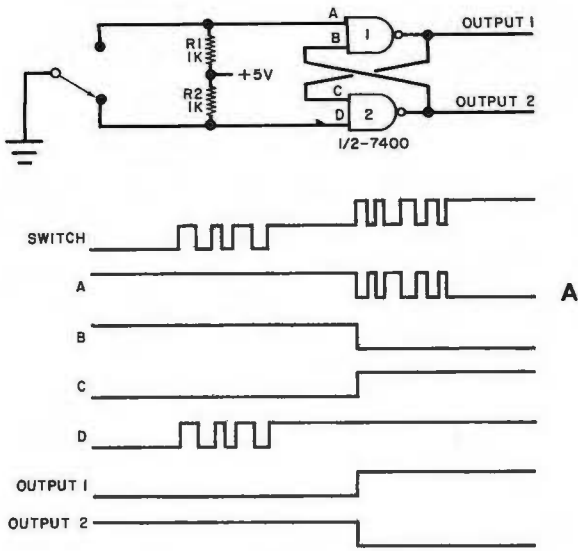 A
OUTPUT 1
B
1
R1
1K
+5V
R2
1K
C
OUTPUT 2
D
2
1/2-7400
SWITCH
A
A
B
C
D
OUTPUT 1
OUTPUT 2